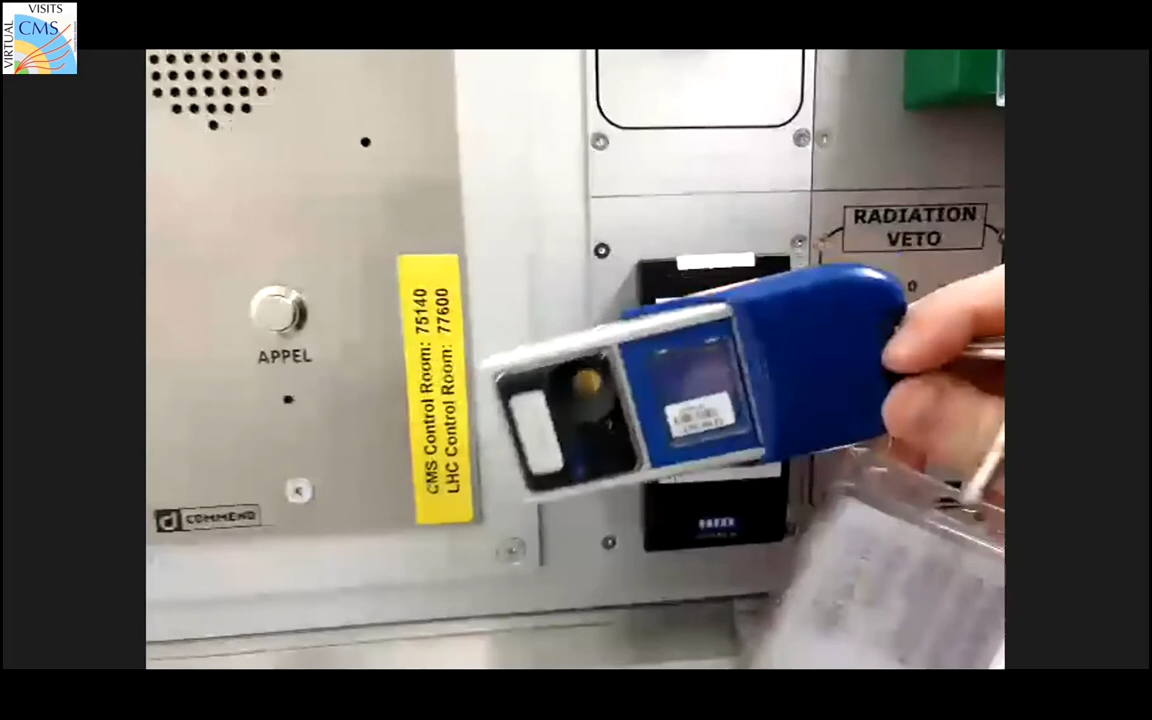 VISITS
VIRTUAL
CMS
RADIATION
VETO
APPEL
CMS Control Room: 75140
LHC Control Room: 77600
COMMEND